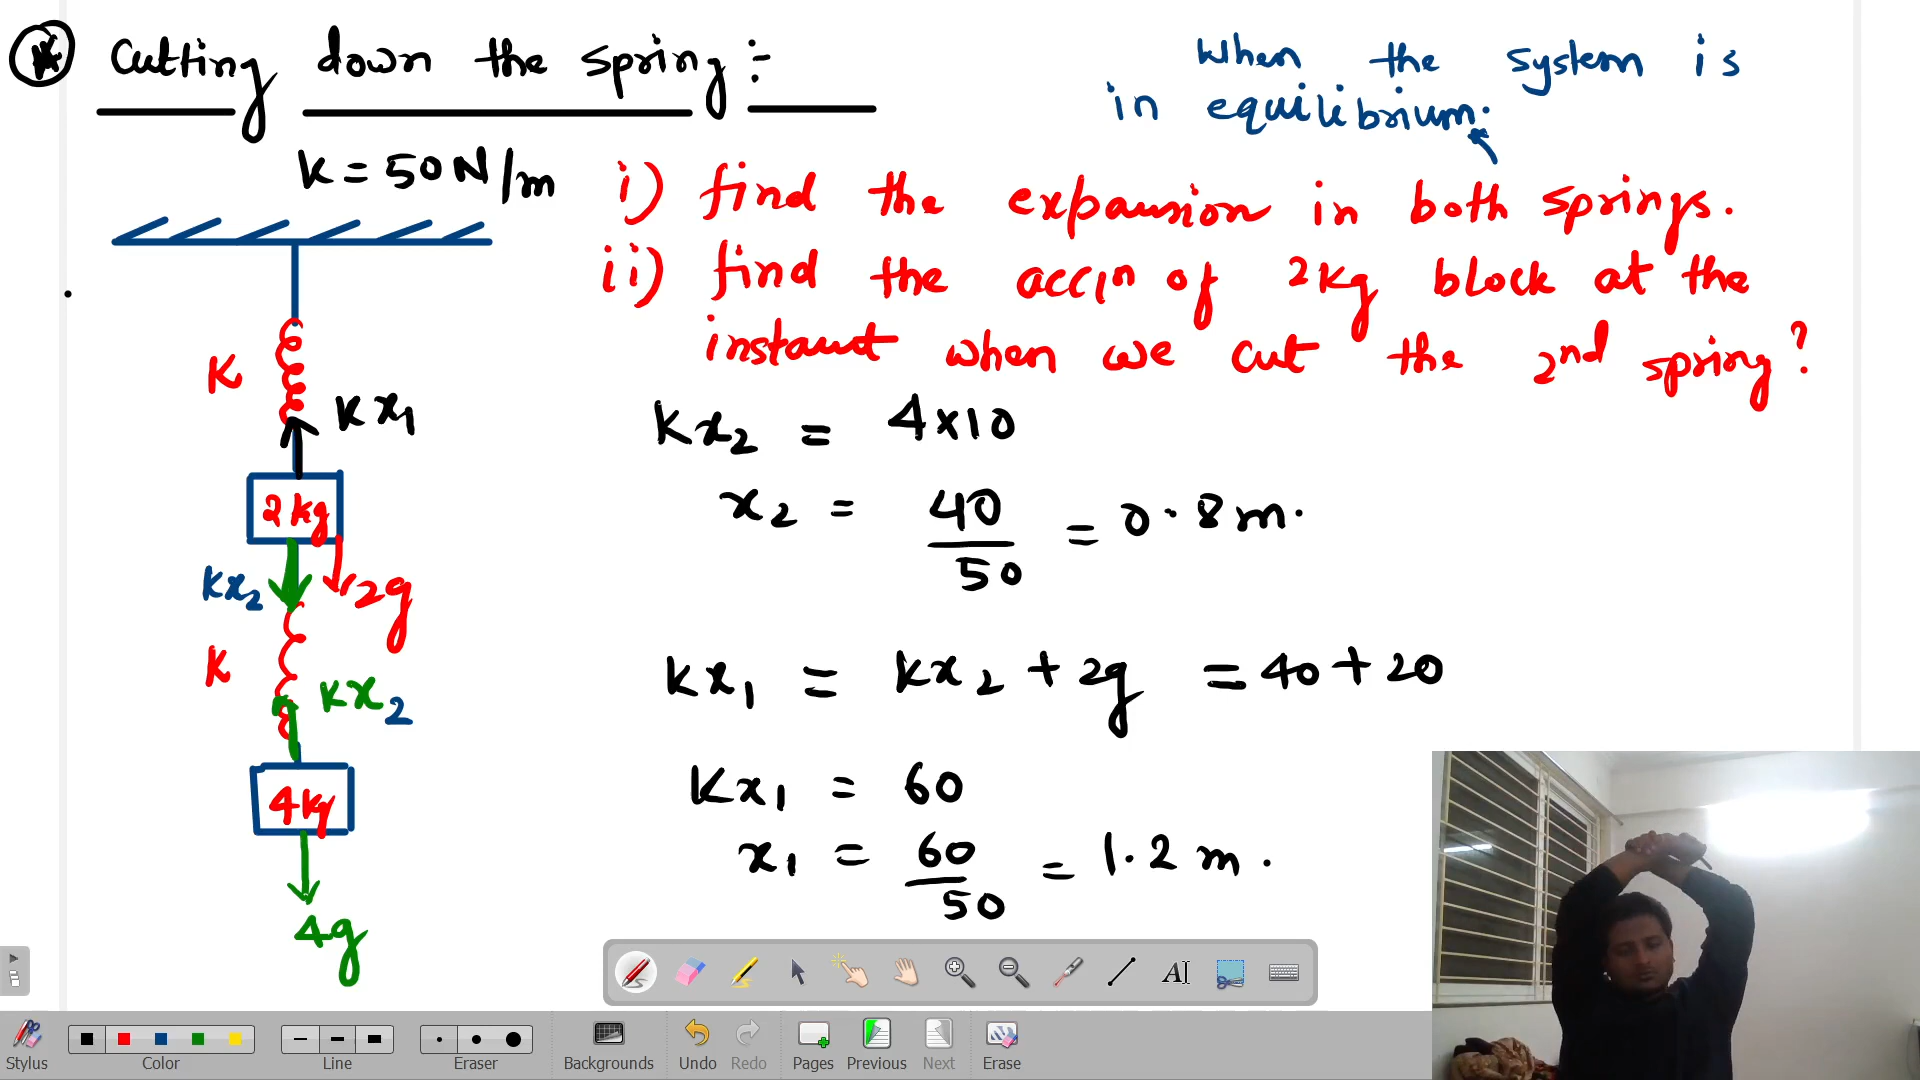 Cutting down the spring :-
When the system is
in equilibrium.
K = 50 N/m
i) find the expansion in both springs.
ii) find the accln of 2kg block at the
instant when we cut the 2nd spring?
K
Kx1
2kg
Kx2
2g
K
Kx2
4kg
4g
Kx2 = 4×10
x2 = 40/50 = 0.8 m.
Kx1 = Kx2 + 2g = 40 + 20
Kx1 = 60
x1 = 60/50 = 1.2 m.
Stylus
Color
Line
Eraser
Backgrounds
Undo
Redo
Pages
Previous
Next
Erase